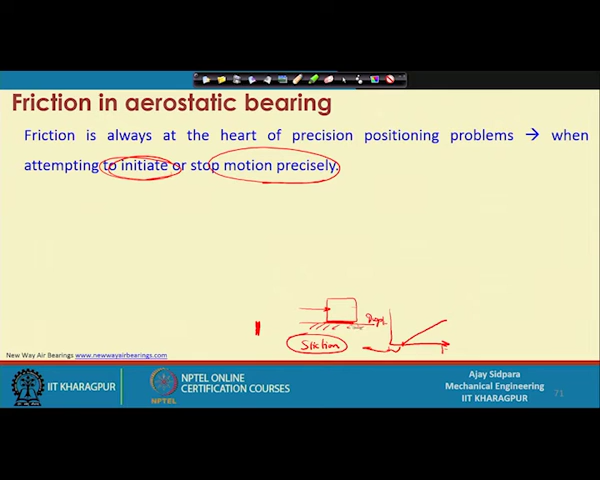 Friction in aerostatic bearing
Friction is always at the heart of precision positioning problems → when
attempting to initiate or stop motion precisely.
Stiction
F
New Way Air Bearings www.newwayairbearings.com
IIT KHARAGPUR
NPTEL
NPTEL ONLINE
CERTIFICATION COURSES
Ajay Sidpara
Mechanical Engineering
IIT KHARAGPUR
71